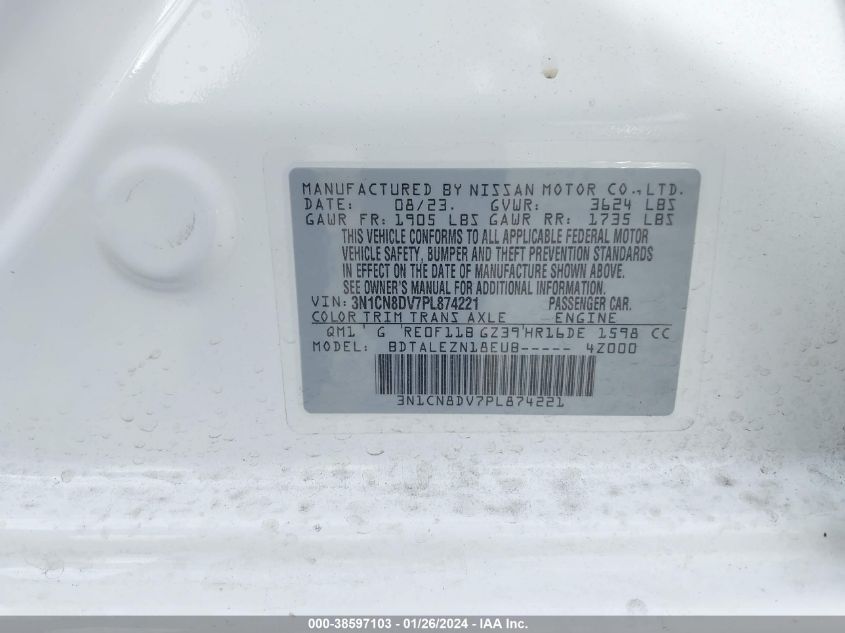 MANUFACTURED BY NISSAN MOTOR CO.,LTD.
DATE: 08/23. GVWR: 3624 LBS
GAWR FR: 1905 LBS GAWR RR: 1735 LBS
THIS VEHICLE CONFORMS TO ALL APPLICABLE FEDERAL MOTOR
VEHICLE SAFETY, BUMPER AND THEFT PREVENTION STANDARDS
IN EFFECT ON THE DATE OF MANUFACTURE SHOWN ABOVE.
SEE OWNER'S MANUAL FOR ADDITIONAL INFORMATION.
VIN: 3N1CN8DV7PL874221 PASSENGER CAR.
COLOR TRIM TRANS AXLE ENGINE
QM1 G RE0F11B GZ39 HR16DE 1598 CC
MODEL: BDTALEZN18EUB----- 4Z000
3N1CN8DV7PL874221
000-38597103 - 01/26/2024 - IAA Inc.